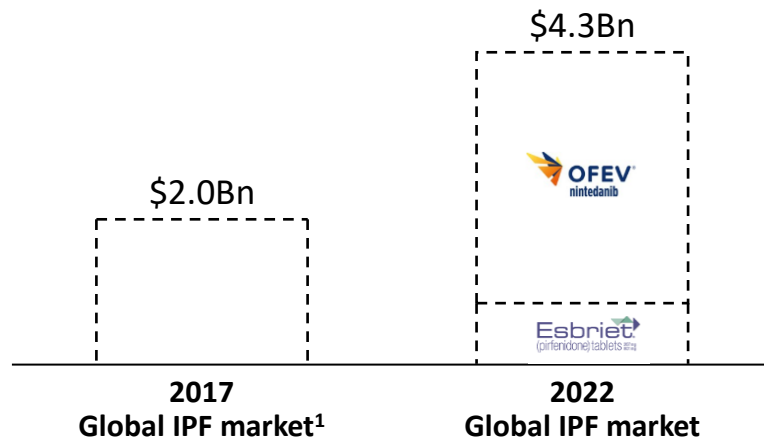 $4.3Bn
$2.0Bn
OFEV®
nintedanib
Esbriet
(pirfenidone) tablets
2017
Global IPF market¹
2022
Global IPF market